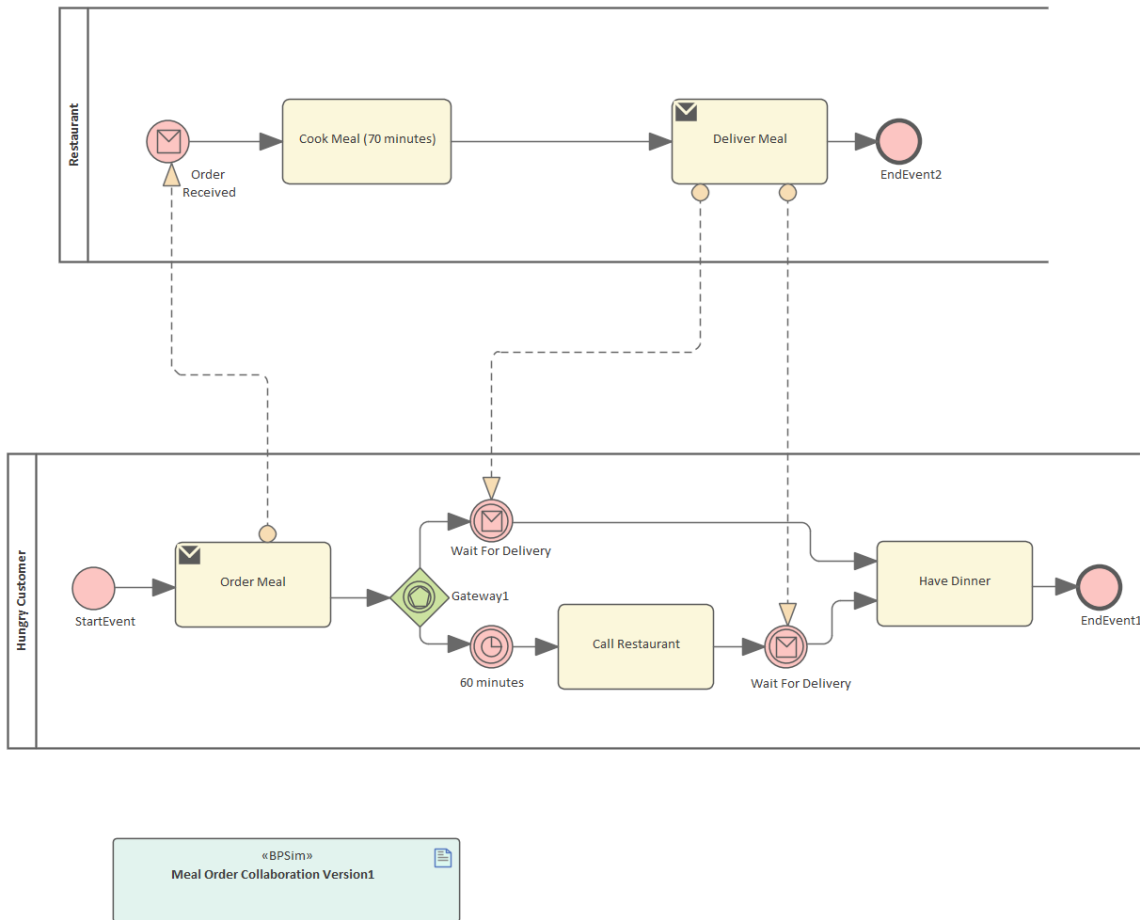 Restaurant
Cook Meal (70 minutes)
Deliver Meal
Order
Received
EndEvent2
Hungry Customer
Wait For Delivery
Order Meal
Have Dinner
Gateway1
StartEvent
EndEvent1
Call Restaurant
60 minutes
Wait For Delivery
«BPSim»
Meal Order Collaboration Version1